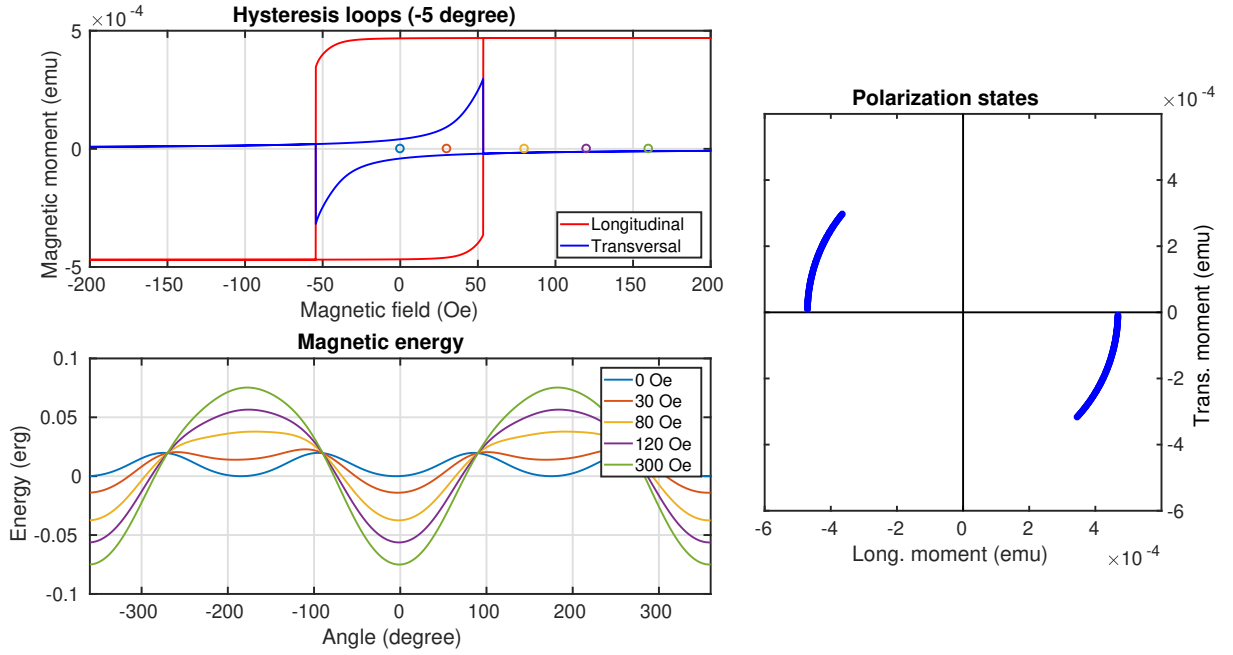 Hysteresis loops (-5 degree)
×10 -4
5
0
-5
Magnetic moment (emu)
-200 -150 -100 -50 0 50 100 150 200
Magnetic field (Oe)
Longitudinal
Transversal
Magnetic energy
0.1
0.05
0
-0.05
-0.1
Energy (erg)
-300 -200 -100 0 100 200 300
Angle (degree)
0 Oe
30 Oe
80 Oe
120 Oe
300 Oe
Polarization states
×10 -4
4
2
0
-2
-4
-6
Trans. moment (emu)
-6 -4 -2 0 2 4
Long. moment (emu)
×10 -4